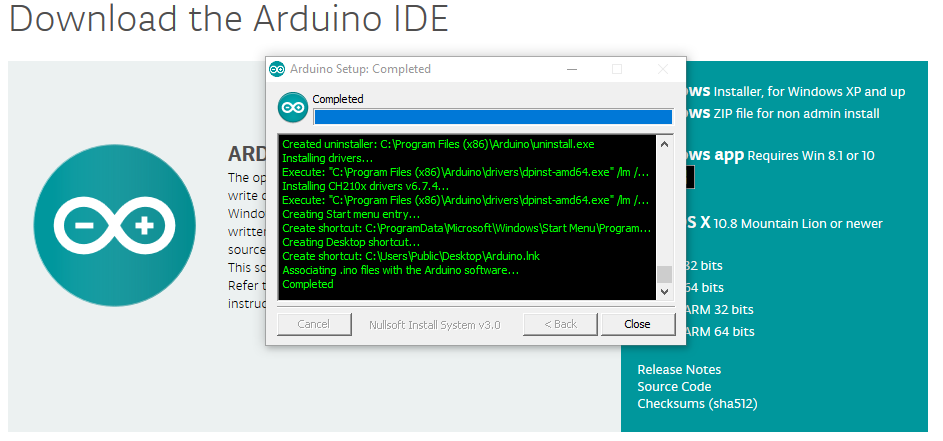 Download the Arduino IDE
Arduino Setup: Completed
Completed
Created uninstaller: C:\Program Files (x86)\Arduino\uninstall.exe
Installing drivers...
Execute: "C:\Program Files (x86)\Arduino\drivers\dpinst-amd64.exe" /lm /...
Installing CH210x drivers v6.7.4...
Execute: "C:\Program Files (x86)\Arduino\drivers\dpinst-amd64.exe" /lm /...
Creating Start menu entry...
Create shortcut: C:\ProgramData\Microsoft\Windows\Start Menu\Program...
Creating Desktop shortcut...
Create shortcut: C:\Users\Public\Desktop\Arduino.lnk
Associating .ino files with the Arduino software...
Completed
Cancel
Nullsoft Install System v3.0
< Back
Close
ARD
The op
write c
Windo
written
source
This so
Refer t
instruc
ows Installer, for Windows XP and up
ows ZIP file for non admin install
ows app Requires Win 8.1 or 10
S X 10.8 Mountain Lion or newer
32 bits
64 bits
ARM 32 bits
ARM 64 bits
Release Notes
Source Code
Checksums (sha512)